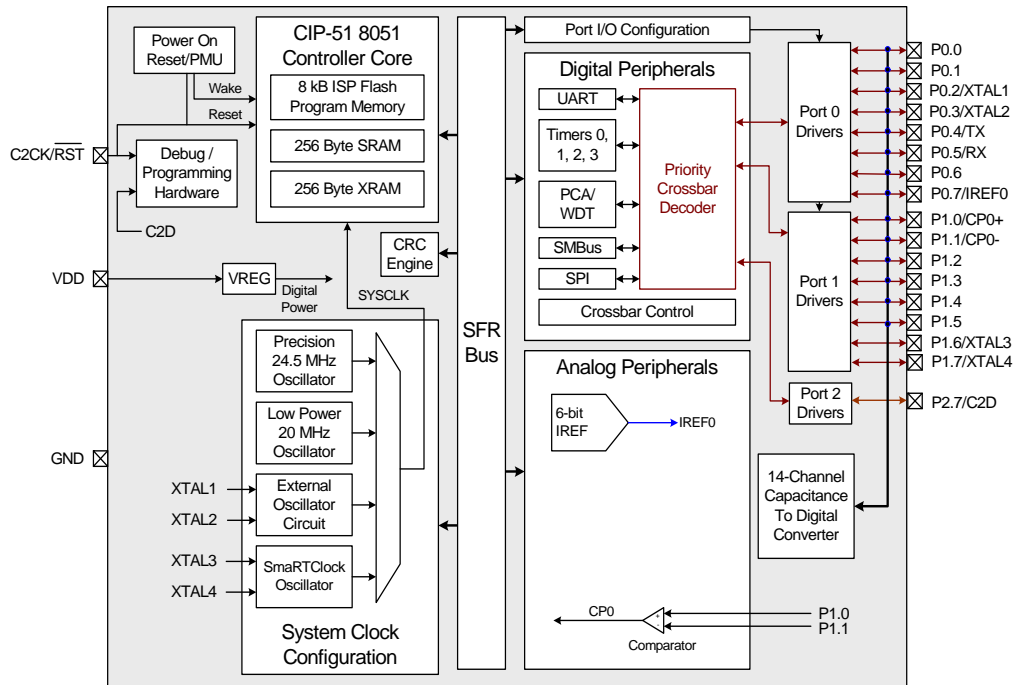 Power On
Reset/PMU
Wake
Reset
C2CK/RST
Debug /
Programming
Hardware
C2D
VDD
VREG
Digital
Power
GND
CIP-51 8051
Controller Core
8 kB ISP Flash
Program Memory
256 Byte SRAM
256 Byte XRAM
CRC
Engine
SYSCLK
Precision
24.5 MHz
Oscillator
Low Power
20 MHz
Oscillator
XTAL1
XTAL2
External
Oscillator
Circuit
XTAL3
XTAL4
SmaRTClock
Oscillator
System Clock
Configuration
SFR
Bus
Port I/O Configuration
Digital Peripherals
UART
Timers 0,
1, 2, 3
PCA/
WDT
SMBus
SPI
Priority
Crossbar
Decoder
Crossbar Control
Analog Peripherals
6-bit
IREF
IREF0
CP0
+
-
Comparator
P1.0
P1.1
Port 0
Drivers
Port 1
Drivers
Port 2
Drivers
14-Channel
Capacitance
To Digital
Converter
P0.0
P0.1
P0.2/XTAL1
P0.3/XTAL2
P0.4/TX
P0.5/RX
P0.6
P0.7/IREF0
P1.0/CP0+
P1.1/CP0-
P1.2
P1.3
P1.4
P1.5
P1.6/XTAL3
P1.7/XTAL4
P2.7/C2D